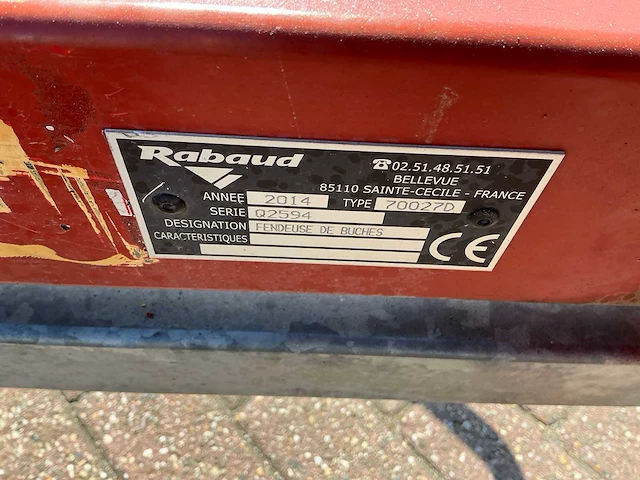 Rabaud
☎02.51.48.51.51
BELLEVUE
85110 SAINTE-CECILE - FRANCE
ANNEE 2014 TYPE 70027D
SERIE Q2594
DESIGNATION FENDEUSE DE BUCHES
CARACTERISTIQUES
CE